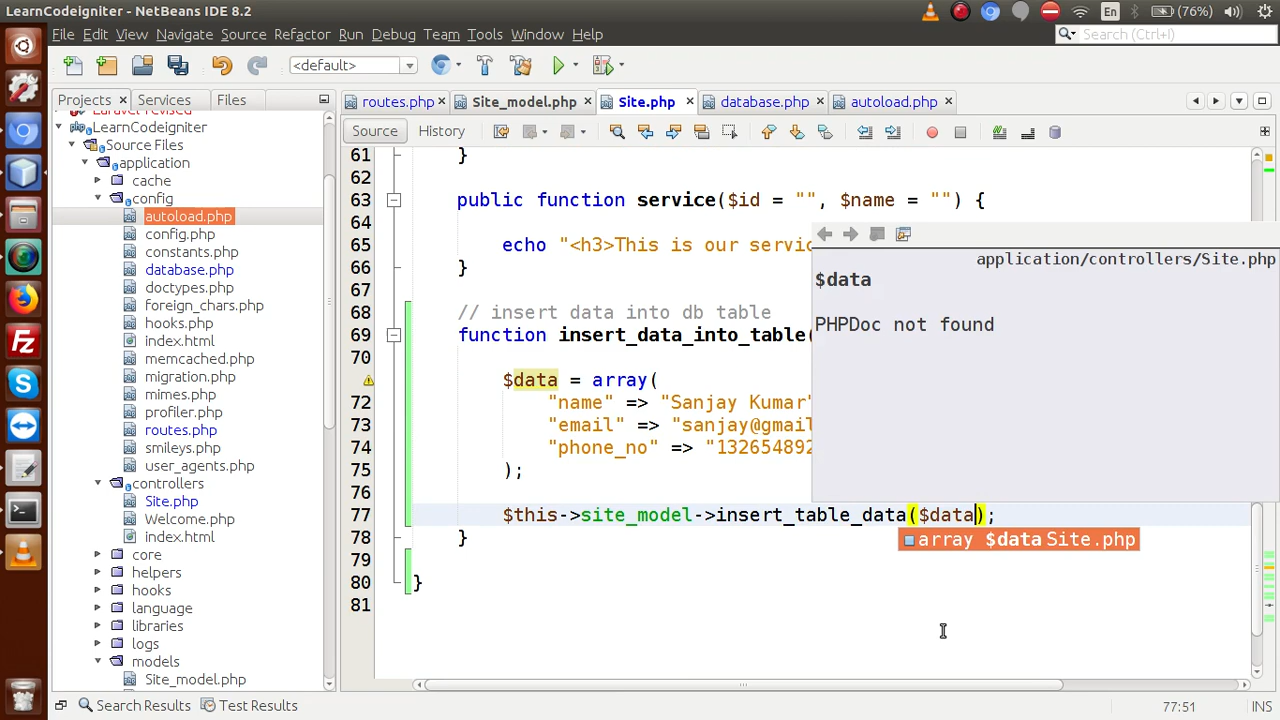 LearnCodeigniter - NetBeans IDE 8.2
En
(76%)
File Edit View Navigate Source Refactor Run Debug Team Tools Window Help
Search (Ctrl+I)
<default>
Projects Services Files
routes.php Site_model.php Site.php database.php autoload.php
Source History
LearnCodeigniter
Source Files
application
cache
config
autoload.php
config.php
constants.php
database.php
doctypes.php
foreign_chars.php
hooks.php
index.html
memcached.php
migration.php
mimes.php
profiler.php
routes.php
smileys.php
user_agents.php
controllers
Site.php
Welcome.php
index.html
core
helpers
hooks
language
libraries
logs
models
Site_model.php
61 }
62
63 public function service($id = "", $name = "") {
64
65 echo "<h3>This is our servi
66 }
67
68 // insert data into db table
69 function insert_data_into_table(
70
$data = array(
72 "name" => "Sanjay Kumar"
73 "email" => "sanjay@gmail
74 "phone_no" => "132654892
75 );
76
77 $this->site_model->insert_table_data($data);
78 }
79
80 }
81
application/controllers/Site.php
$data
PHPDoc not found
array $data Site.php
Search Results Test Results
77:51 INS